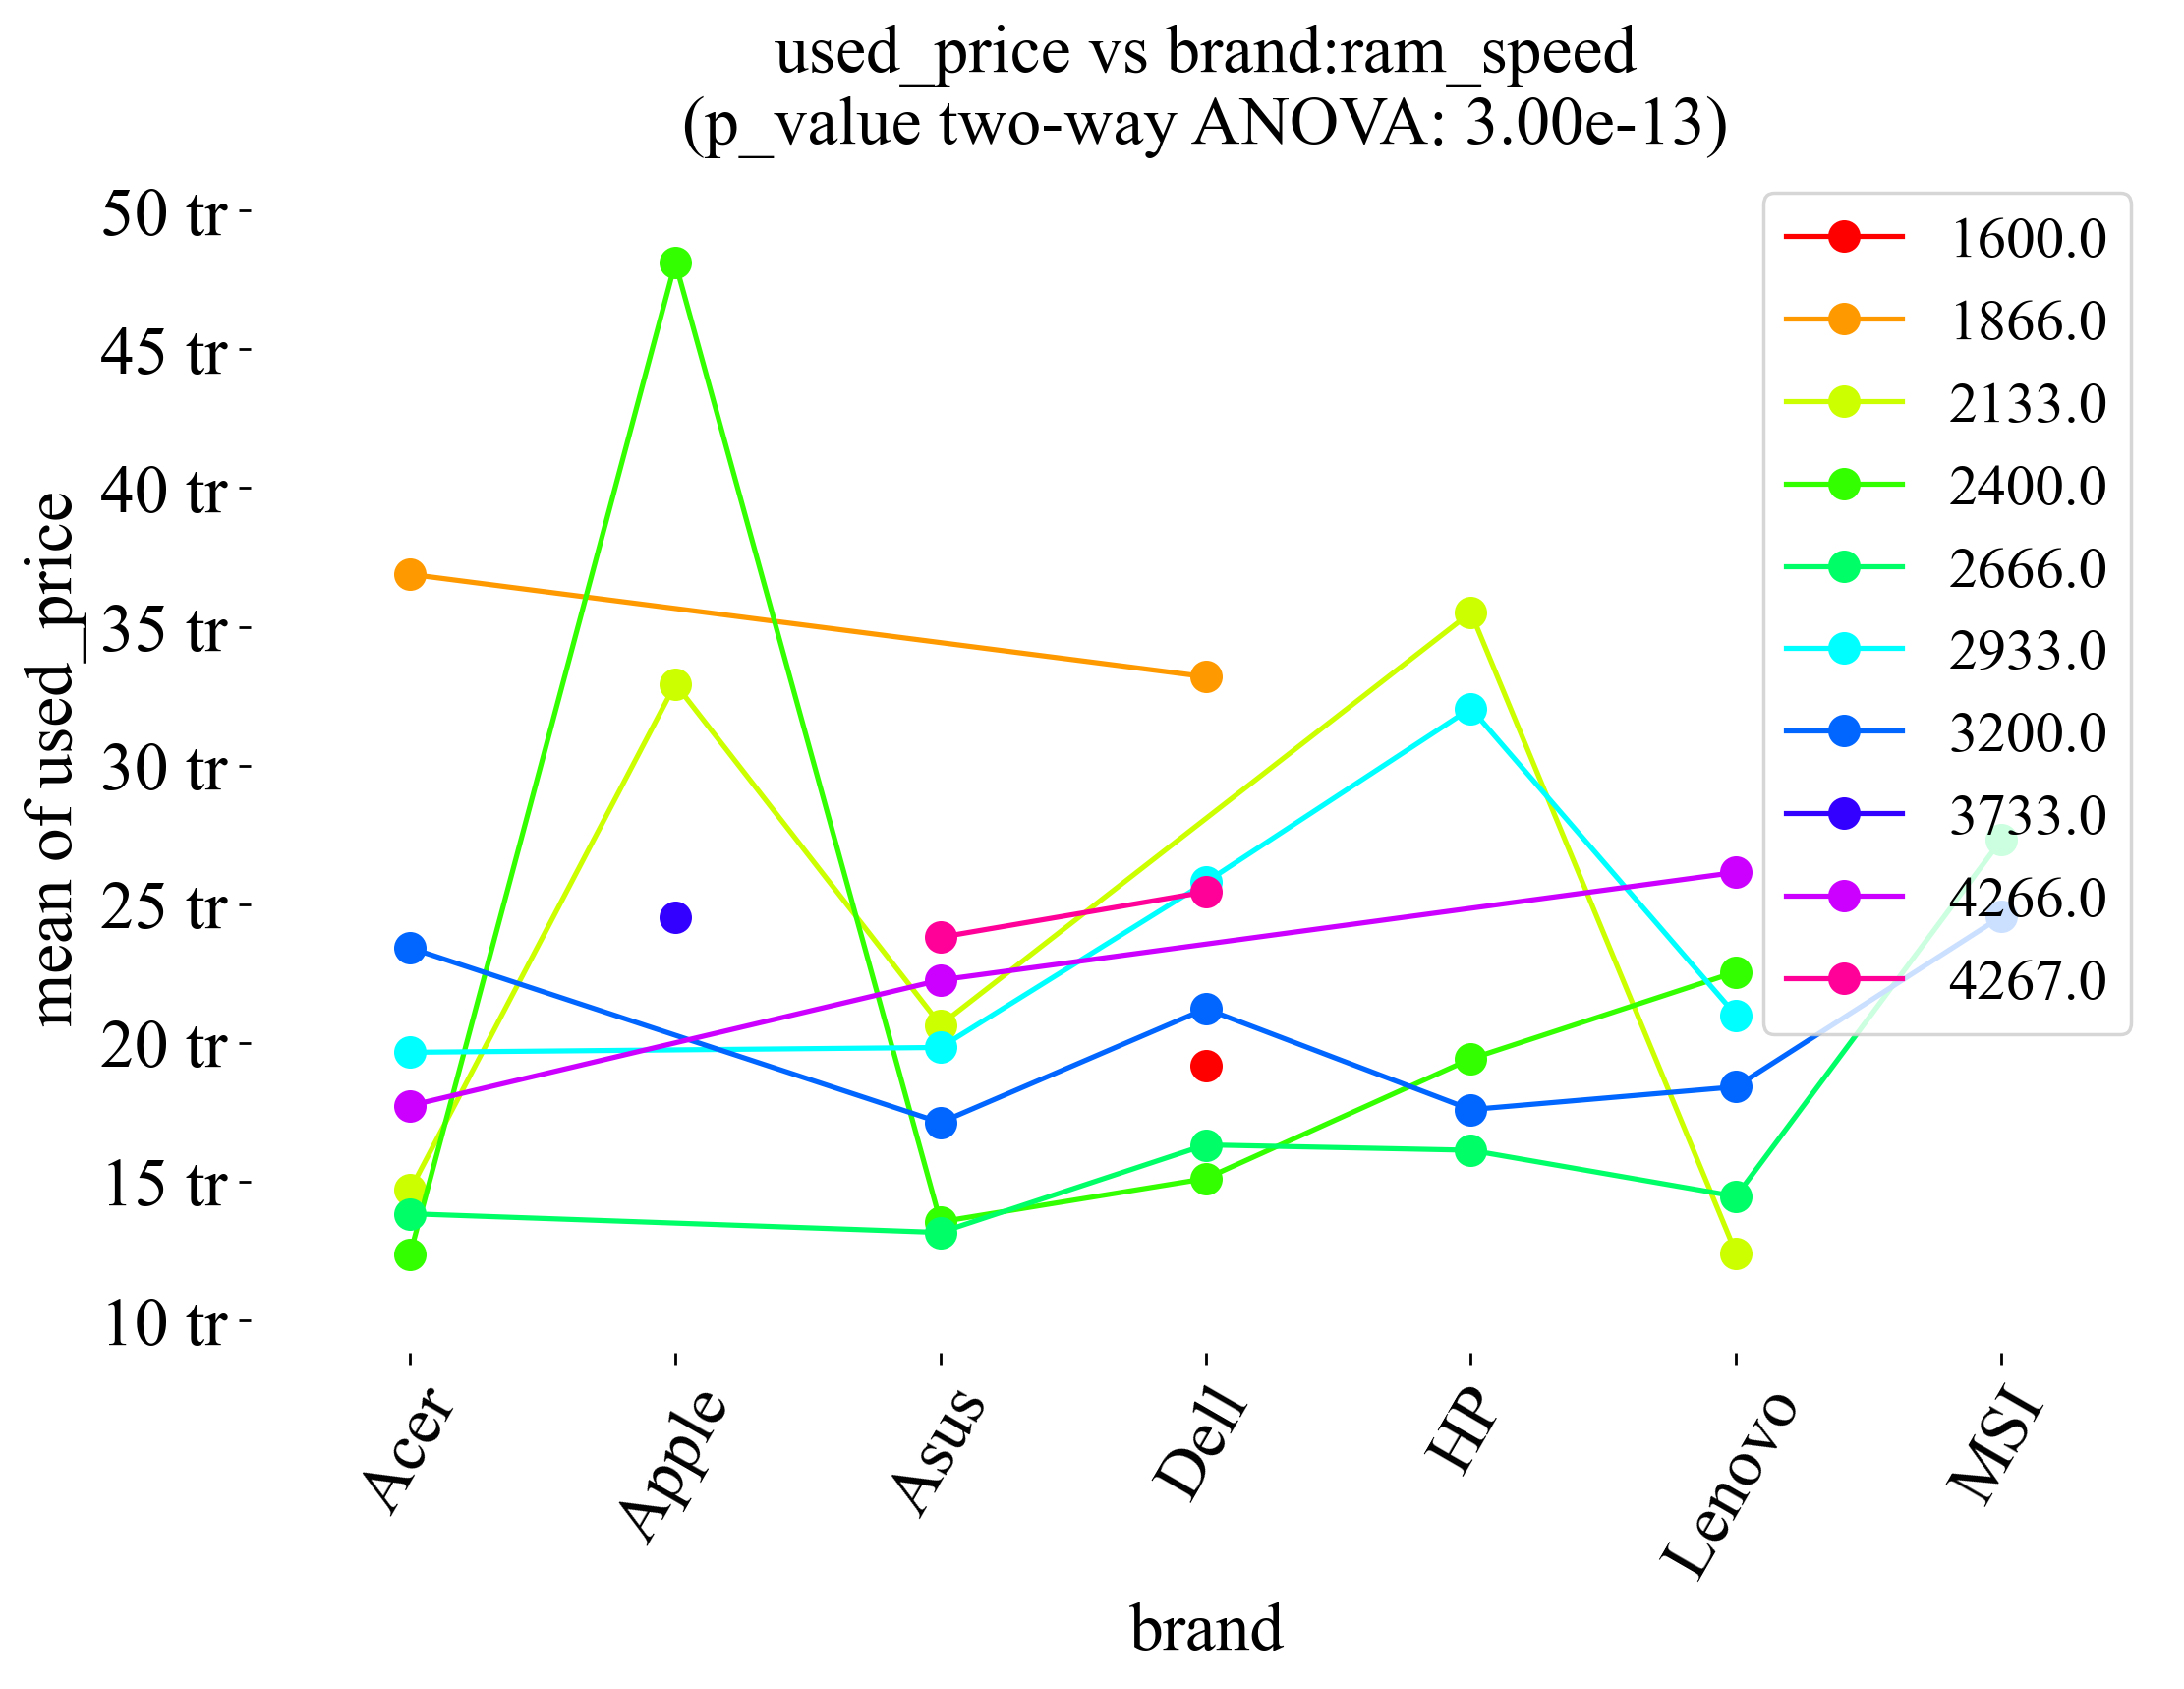 used_price vs brand:ram_speed
(p_value two-way ANOVA: 3.00e-13)
mean of used_price
50 tr
45 tr
40 tr
35 tr
30 tr
25 tr
20 tr
15 tr
10 tr
1600.0
1866.0
2133.0
2400.0
2666.0
2933.0
3200.0
3733.0
4266.0
4267.0
Acer
Apple
Asus
Dell
HP
Lenovo
MSI
brand